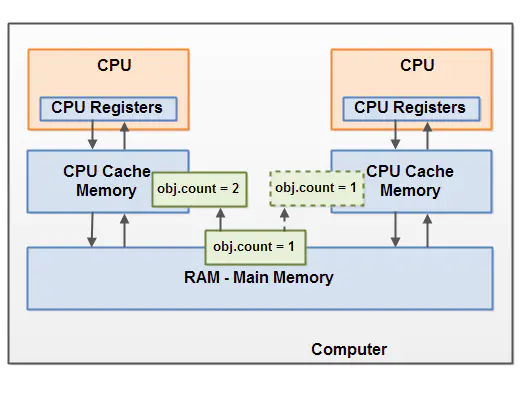 CPU
CPU
CPU Registers
CPU Registers
CPU Cache
Memory
CPU Cache
Memory
obj.count = 2
obj.count = 1
obj.count = 1
RAM - Main Memory
Computer